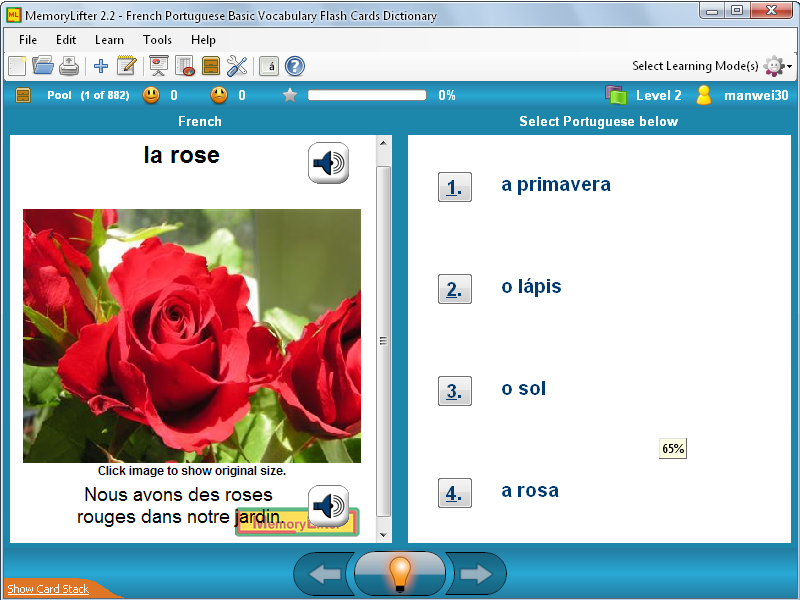 MemoryLifter 2.2 - French Portuguese Basic Vocabulary Flash Cards Dictionary
File Edit Learn Tools Help
á ? Select Learning Mode(s)
Pool (1 of 882) 0 0 0% Level 2 manwei30
French
Select Portuguese below
la rose
Click image to show original size.
Nous avons des roses
rouges dans notre jardin.
MemoryLifter
1. a primavera
2. o lápis
3. o sol
65%
4. a rosa
Show Card Stack